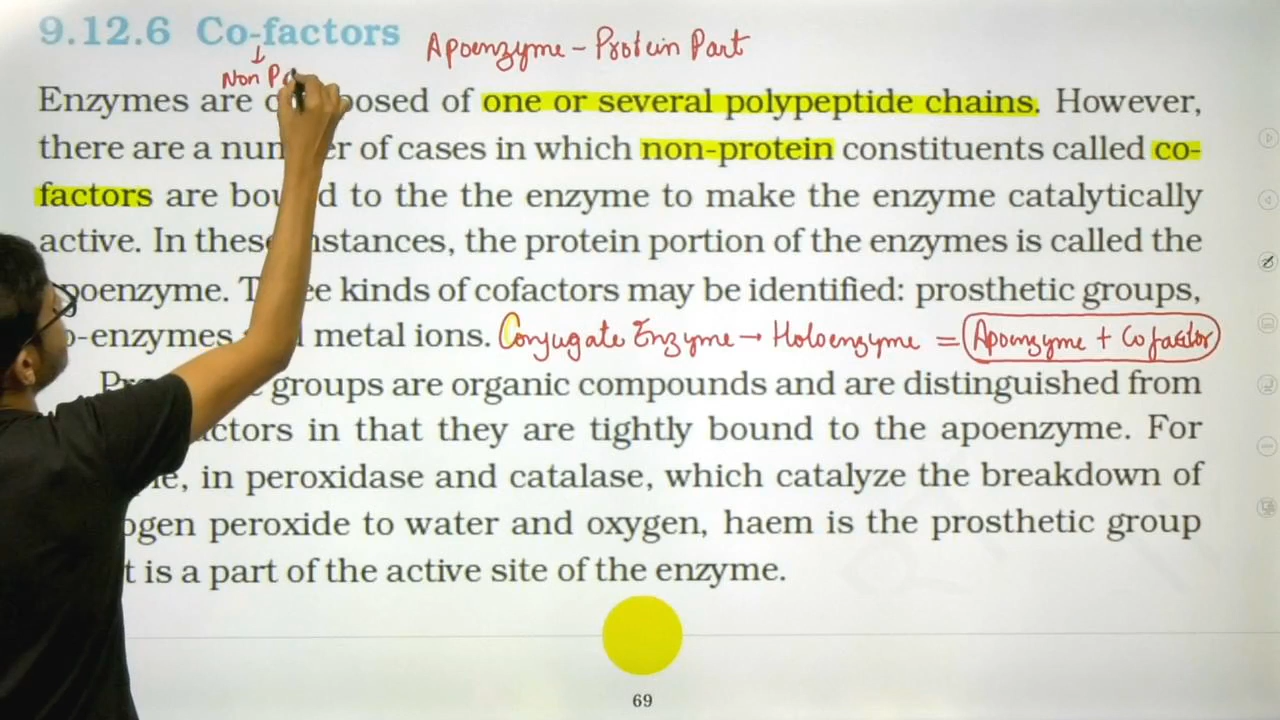 9.12.6 Co-factors Apoenzyme - Protein Part
Non
Enzymes are posed of one or several polypeptide chains. However,
there are a er of cases in which non-protein constituents called co-
factors are bou d to the the enzyme to make the enzyme catalytically
active. In these nstances, the protein portion of the enzymes is called the
poenzyme. T e kinds of cofactors may be identified: prosthetic groups,
o-enzymes metal ions. Conjugate Enzyme → Holoenzyme = Apoenzyme + Cofactor
groups are organic compounds and are distinguished from
ctors in that they are tightly bound to the apoenzyme. For
le, in peroxidase and catalase, which catalyze the breakdown of
ogen peroxide to water and oxygen, haem is the prosthetic group
t is a part of the active site of the enzyme.
69